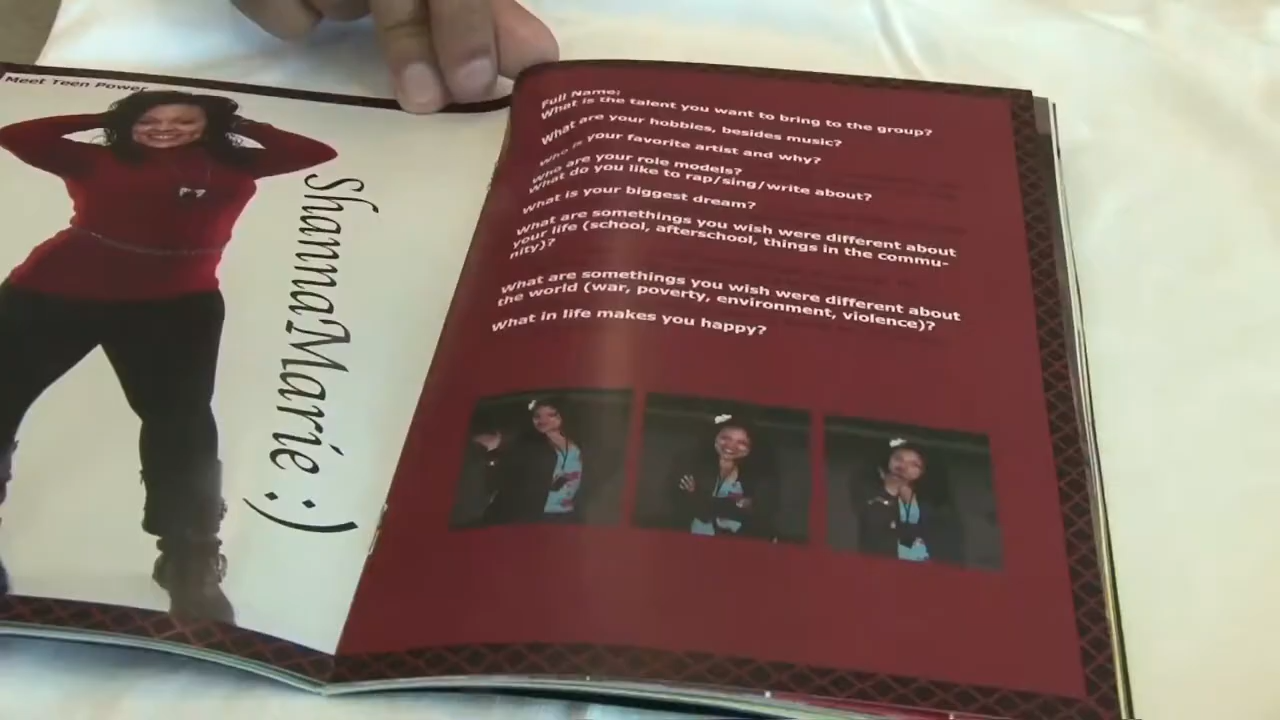 Meet Teen Power
Shanna'Marie :)
Full Name:
What is the talent you want to bring to the group?
What are your hobbies, besides music?
Who is your favorite artist and why?
Who are your role models?
What do you like to rap/sing/write about?
What is your biggest dream?
What are somethings you wish were different about
your life (school, afterschool, things in the commu-
nity)?
What are somethings you wish were different about
the world (war, poverty, environment, violence)?
What in life makes you happy?